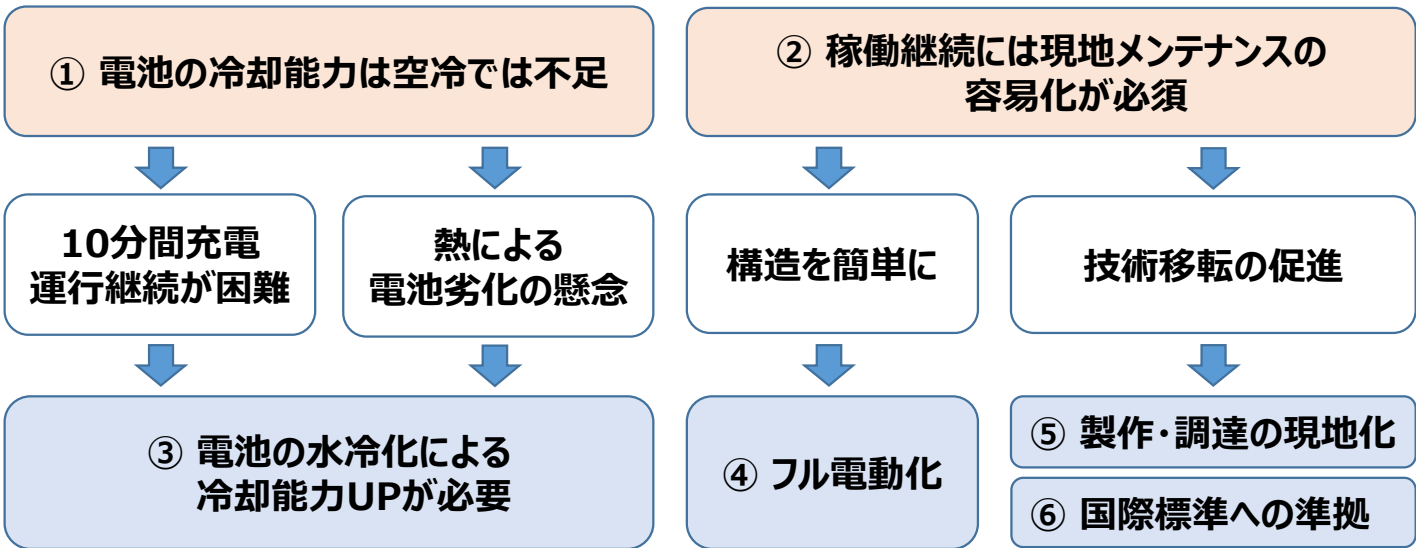 ① 電池の冷却能力は空冷では不足
② 稼働継続には現地メンテナンスの
容易化が必須
10分間充電
運行継続が困難
熱による
電池劣化の懸念
構造を簡単に
技術移転の促進
③ 電池の水冷化による
冷却能力UPが必要
④ フル電動化
⑤ 製作・調達の現地化
⑥ 国際標準への準拠